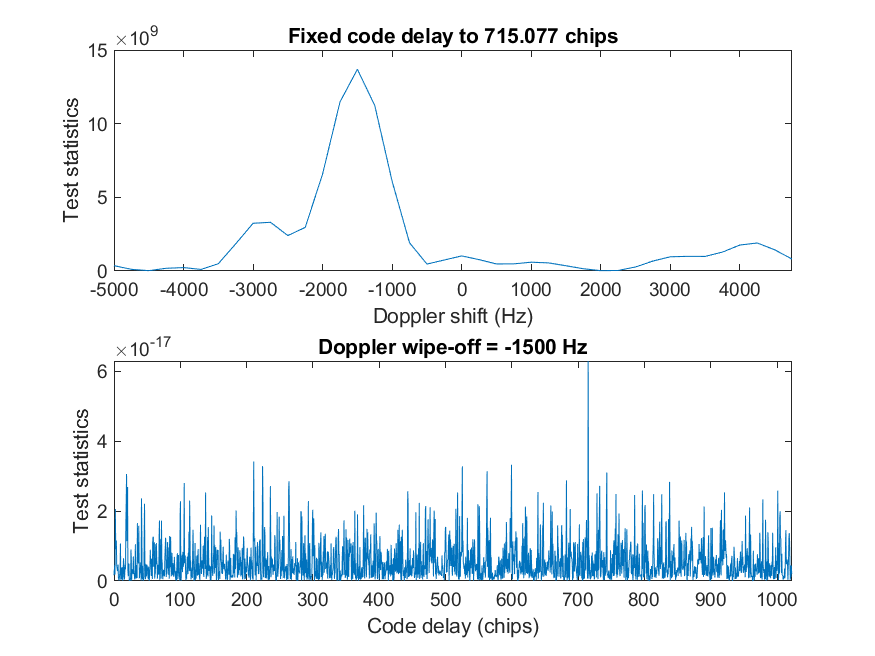 ×10^9
Fixed code delay to 715.077 chips
15
10
5
0
Test statistics
-5000 -4000 -3000 -2000 -1000 0 1000 2000 3000 4000
Doppler shift (Hz)
×10^-17
Doppler wipe-off = -1500 Hz
6
4
2
0
Test statistics
0 100 200 300 400 500 600 700 800 900 1000
Code delay (chips)